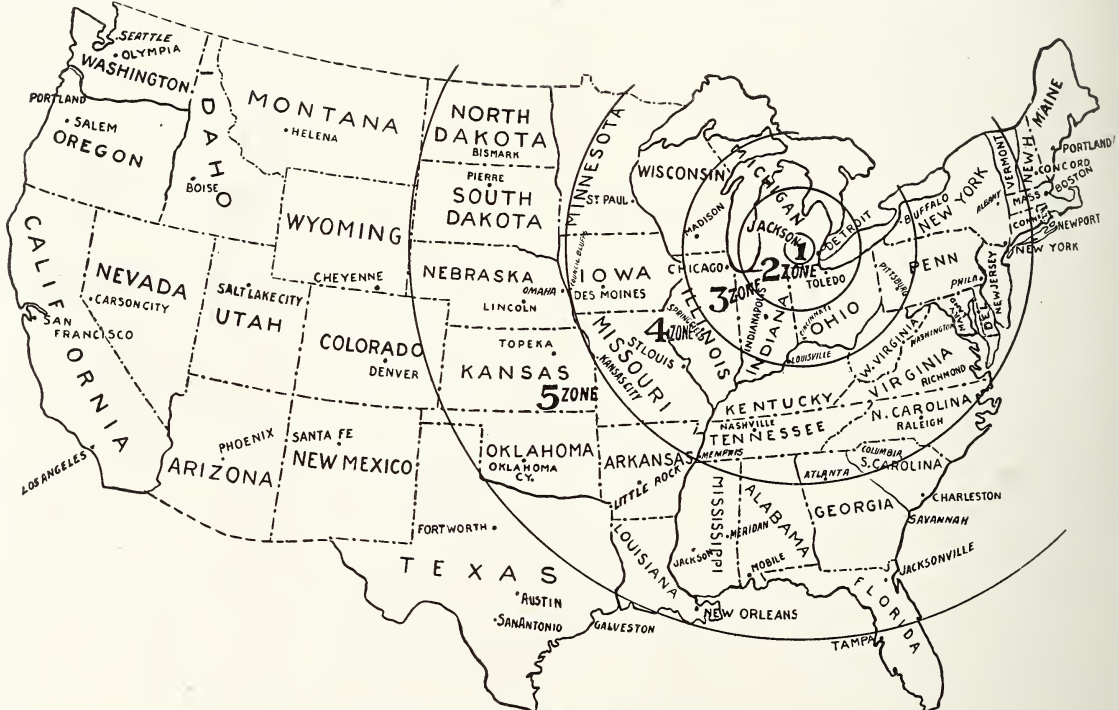 SEATTLE
OLYMPIA
WASHINGTON
PORTLAND
SALEM
OREGON
IDAHO
BOISE
MONTANA
HELENA
WYOMING
CHEYENNE
CALIFORNIA
SAN
FRANCISCO
LOS ANGELES
NEVADA
CARSON CITY
SALT LAKE CITY
UTAH
COLORADO
DENVER
PHOENIX
ARIZONA
SANTA FE
NEW MEXICO
NORTH
DAKOTA
BISMARK
PIERRE
SOUTH
DAKOTA
NEBRASKA
OMAHA
LINCOLN
TOPEKA
KANSAS
5 ZONE
OKLAHOMA
OKLAHOMA
CY.
FORT WORTH
TEXAS
AUSTIN
SAN ANTONIO
GALVESTON
MINNESOTA
ST PAUL
COUNCIL BLUFFS
IOWA
DES MOINES
MISSOURI
ST LOUIS
KANSAS CITY
4 ZONE
ARKANSAS
LITTLE ROCK
LOUISIANA
NEW ORLEANS
WISCONSIN
MADISON
CHICAGO
ILLINOIS
SPRINGFIELD
3 ZONE
MICHIGAN
JACKSON
1
2 ZONE
DETROIT
TOLEDO
INDIANAPOLIS
INDIANA
CINCINNATI
OHIO
LOUISVILLE
KENTUCKY
NASHVILLE
TENNESSEE
MEMPHIS
MISSISSIPPI
JACKSON
MERIDAN
ALABAMA
MOBILE
ATLANTA
GEORGIA
COLUMBIA
S. CAROLINA
CHARLESTON
SAVANNAH
JACKSONVILLE
FLORIDA
TAMPA
N. CAROLINA
RALEIGH
W. VIRGINIA
VIRGINIA
RICHMOND
WASHINGTON
MARY'D
DEL
PITTSBURG
PENN
PHILA.
NEW JERSEY
BUFFALO
NEW YORK
ALBANY
VERMONT
NEW H.
MAINE
PORTLAND
CONCORD
MASS
BOSTON
CONN
NEWPORT
NEW YORK